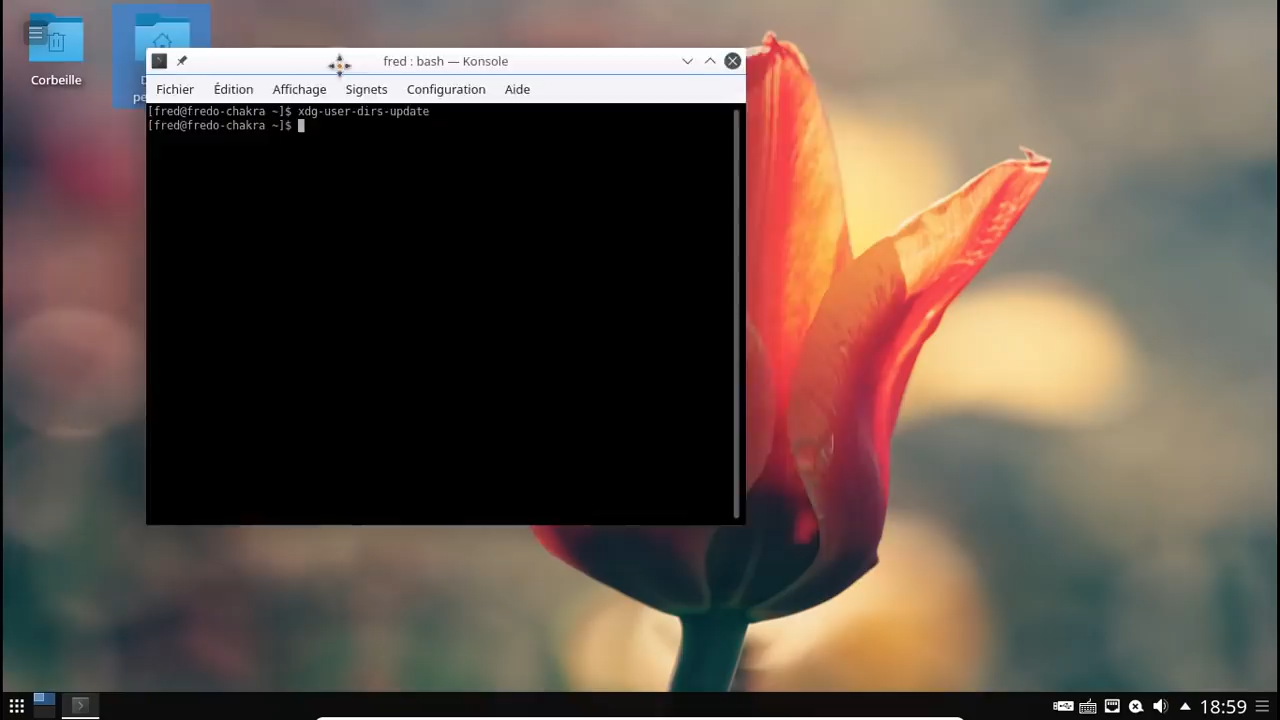 Corbeille
fred : bash — Konsole
Fichier Édition Affichage Signets Configuration Aide
[fred@fredo-chakra ~]$ xdg-user-dirs-update
[fred@fredo-chakra ~]$
18:59